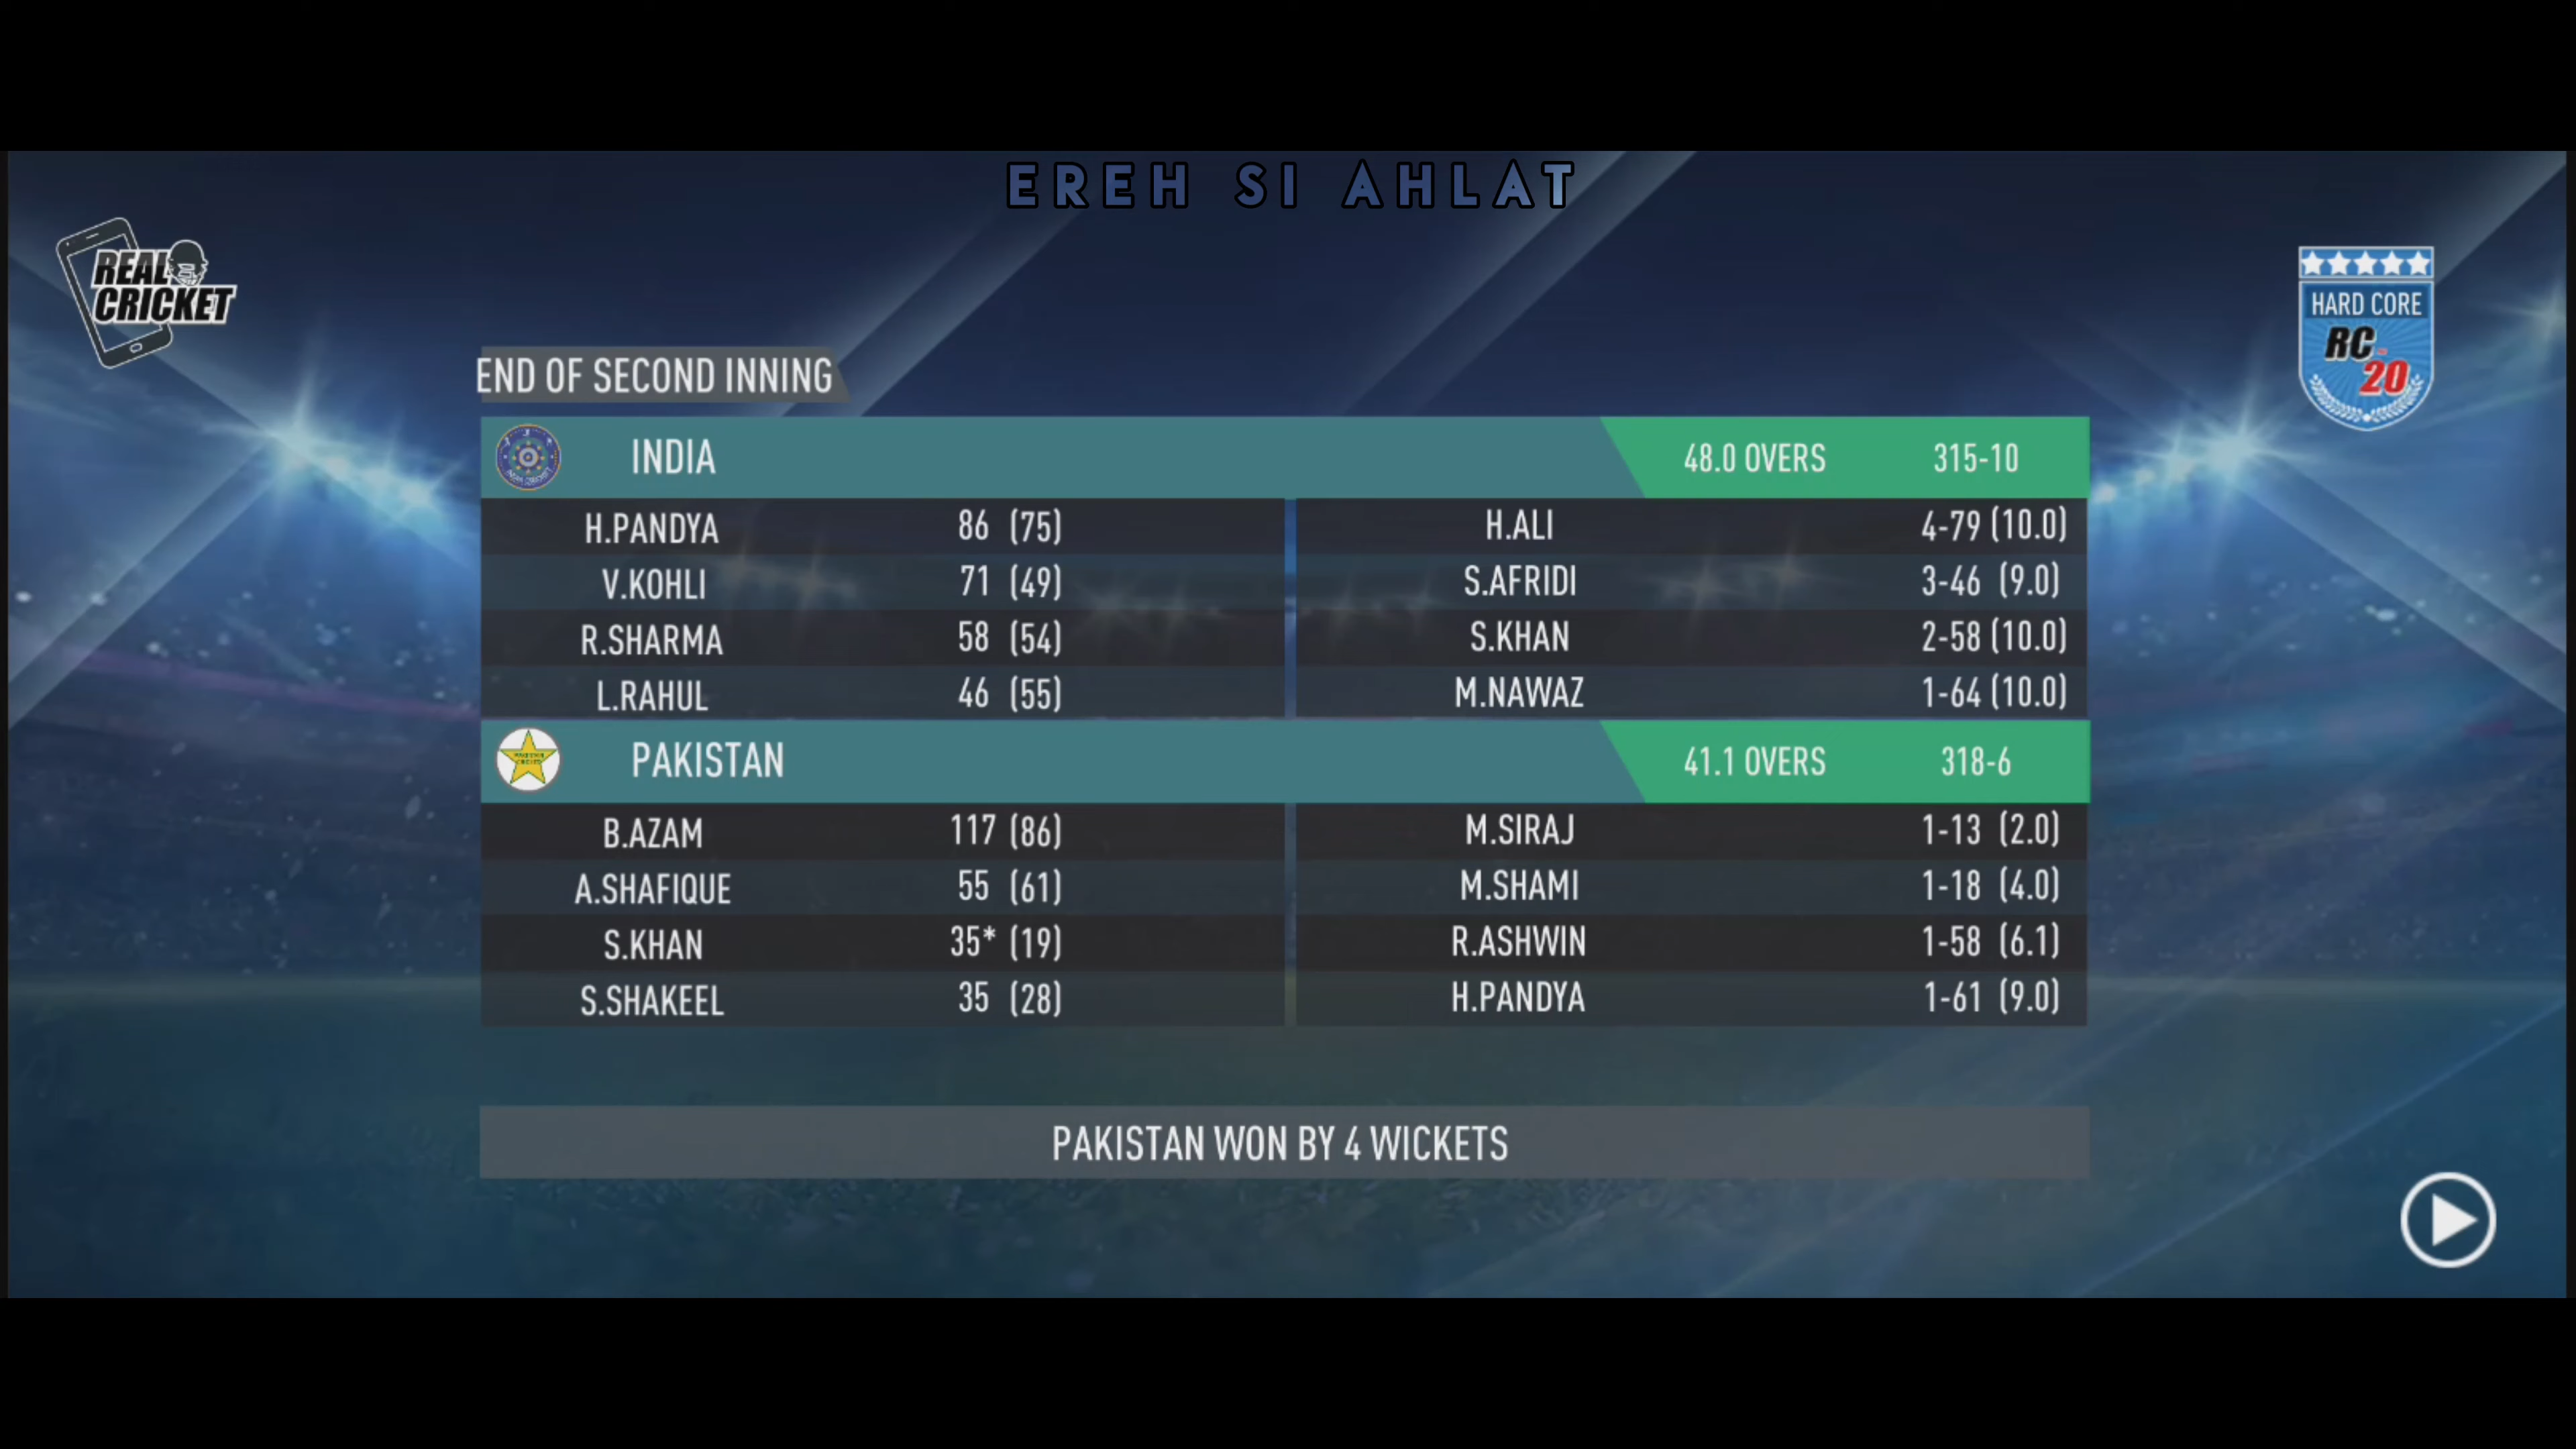 EREH SI AHLAT
REAL
CRICKET
HARD CORE
RC-
20
END OF SECOND INNING
INDIA 48.0 OVERS 315-10
H.PANDYA 86 (75) H.ALI 4-79 (10.0)
V.KOHLI 71 (49) S.AFRIDI 3-46 (9.0)
R.SHARMA 58 (54) S.KHAN 2-58 (10.0)
L.RAHUL 46 (55) M.NAWAZ 1-64 (10.0)
PAKISTAN 41.1 OVERS 318-6
B.AZAM 117 (86) M.SIRAJ 1-13 (2.0)
A.SHAFIQUE 55 (61) M.SHAMI 1-18 (4.0)
S.KHAN 35* (19) R.ASHWIN 1-58 (6.1)
S.SHAKEEL 35 (28) H.PANDYA 1-61 (9.0)
PAKISTAN WON BY 4 WICKETS